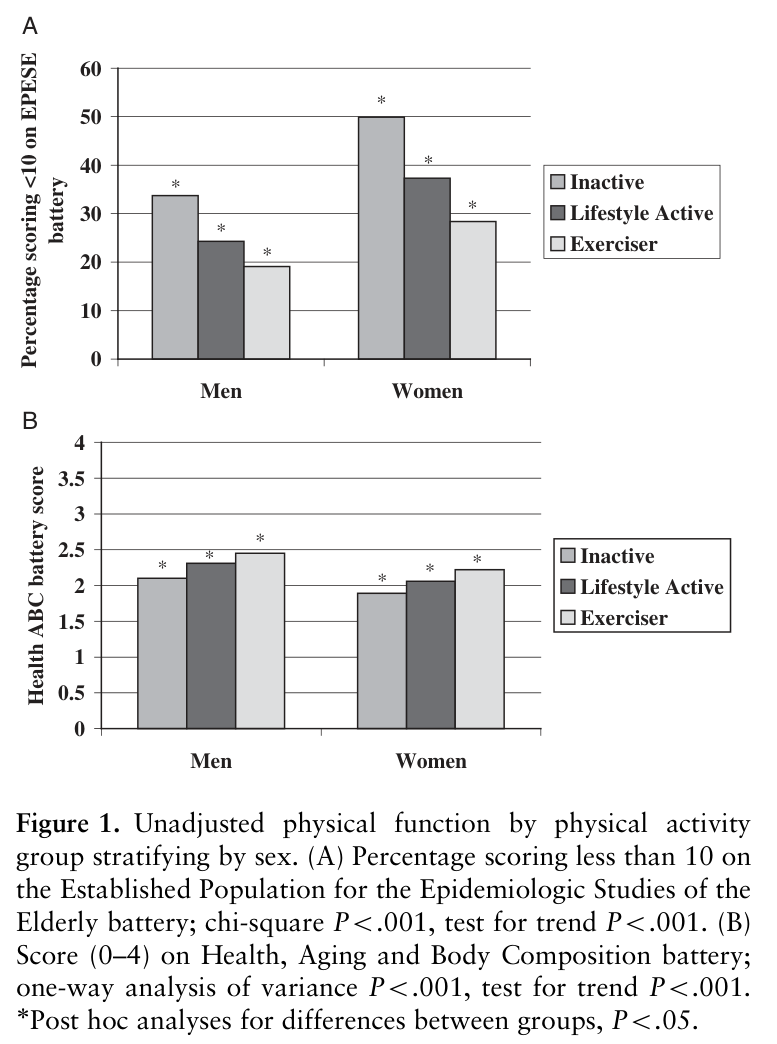 A
Percentage scoring <10 on EPESE
battery
60
50
40
30
20
10
0
*
*
*
*
*
*
Men
Women
Inactive
Lifestyle Active
Exerciser
B
Health ABC battery score
4
3.5
3
2.5
2
1.5
1
0.5
0
*
*
*
*
*
*
Men
Women
Inactive
Lifestyle Active
Exerciser
Figure 1. Unadjusted physical function by physical activity
group stratifying by sex. (A) Percentage scoring less than 10 on
the Established Population for the Epidemiologic Studies of the
Elderly battery; chi-square P<.001, test for trend P<.001. (B)
Score (0–4) on Health, Aging and Body Composition battery;
one-way analysis of variance P<.001, test for trend P<.001.
*Post hoc analyses for differences between groups, P<.05.